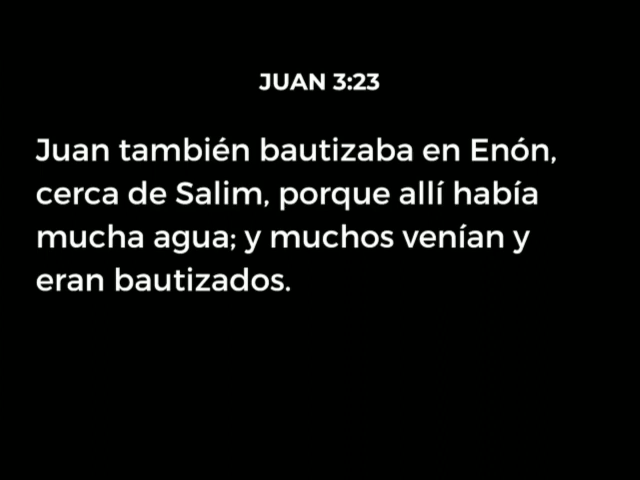 JUAN 3:23
Juan también bautizaba en Enón,
cerca de Salim, porque allí había
mucha agua; y muchos venían y
eran bautizados.